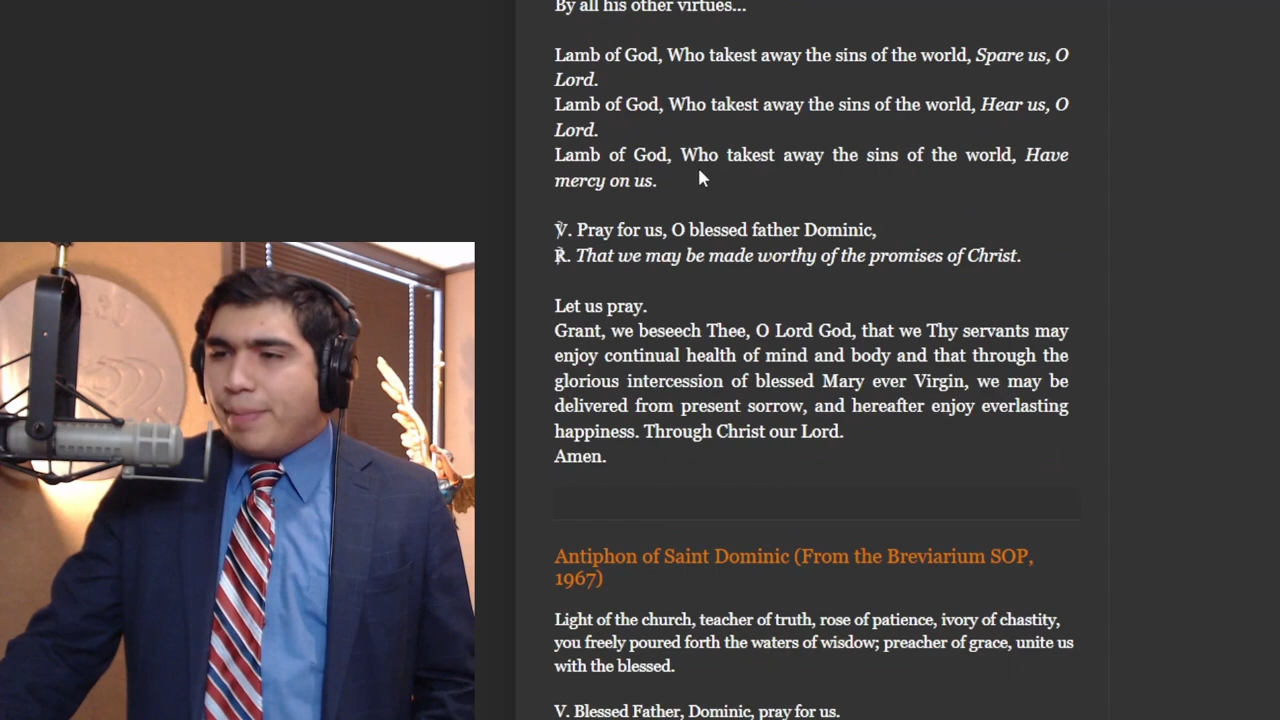 By all his other virtues...
Lamb of God, Who takest away the sins of the world, Spare us, O
Lord.
Lamb of God, Who takest away the sins of the world, Hear us, O
Lord.
Lamb of God, Who takest away the sins of the world, Have
mercy on us.
℣. Pray for us, O blessed father Dominic,
℟. That we may be made worthy of the promises of Christ.
Let us pray.
Grant, we beseech Thee, O Lord God, that we Thy servants may
enjoy continual health of mind and body and that through the
glorious intercession of blessed Mary ever Virgin, we may be
delivered from present sorrow, and hereafter enjoy everlasting
happiness. Through Christ our Lord.
Amen.
Antiphon of Saint Dominic (From the Breviarium SOP,
1967)
Light of the church, teacher of truth, rose of patience, ivory of chastity,
you freely poured forth the waters of wisdow; preacher of grace, unite us
with the blessed.
V. Blessed Father, Dominic, pray for us.